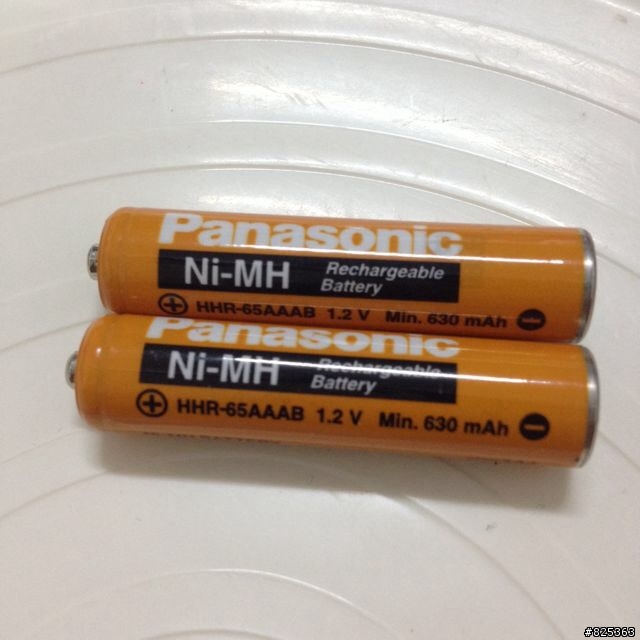 Panasonic
Ni-MH Rechargeable Battery
HHR-65AAAB 1.2 V Min. 630 mAh
Panasonic
Ni-MH Rechargeable Battery
HHR-65AAAB 1.2 V Min. 630 mAh
#825363